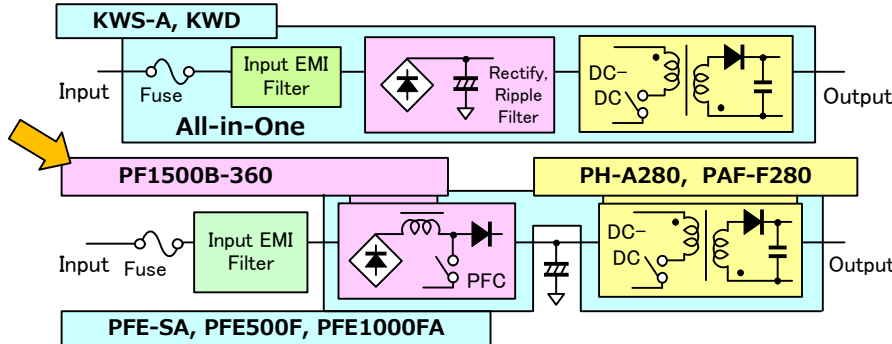 KWS-A, KWD
Input
Fuse
Input EMI
Filter
Rectify,
Ripple
Filter
DC-
DC
Output
All-in-One
PF1500B-360
PH-A280, PAF-F280
Input
Fuse
Input EMI
Filter
PFC
DC-
DC
Output
PFE-SA, PFE500F, PFE1000FA